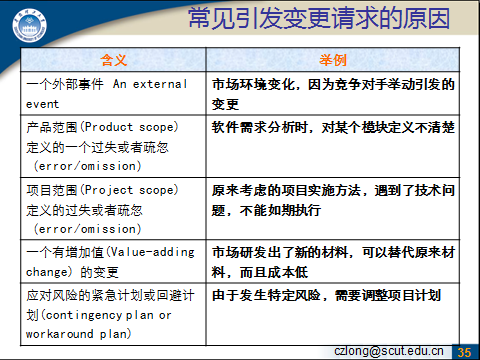 常见引发变更请求的原因
含义
举例
一个外部事件 An external
event
市场环境变化，因为竞争对手举动引发的
变更
产品范围(Product scope)
定义的一个过失或者疏忽
(error/omission)
软件需求分析时，对某个模块定义不清楚
项目范围(Project scope)
定义的过失或者疏忽
(error/omission)
原来考虑的项目实施方法，遇到了技术问
题，不能如期执行
一个有增加值(Value-adding
change) 的变更
市场研发出了新的材料，可以替代原来材
料，而且成本低
应对风险的紧急计划或回避计
划(contingency plan or
workaround plan)
由于发生特定风险，需要调整项目计划
czlong@scut.edu.cn
35